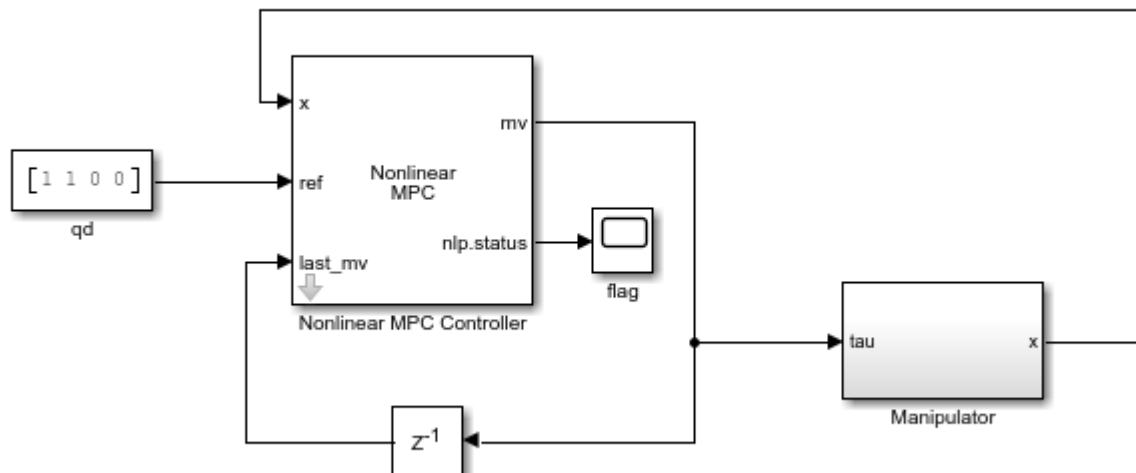 x
mv
[1 1 0 0]
ref
Nonlinear
MPC
qd
nlp.status
last_mv
flag
Nonlinear MPC Controller
tau
x
Manipulator
z-1